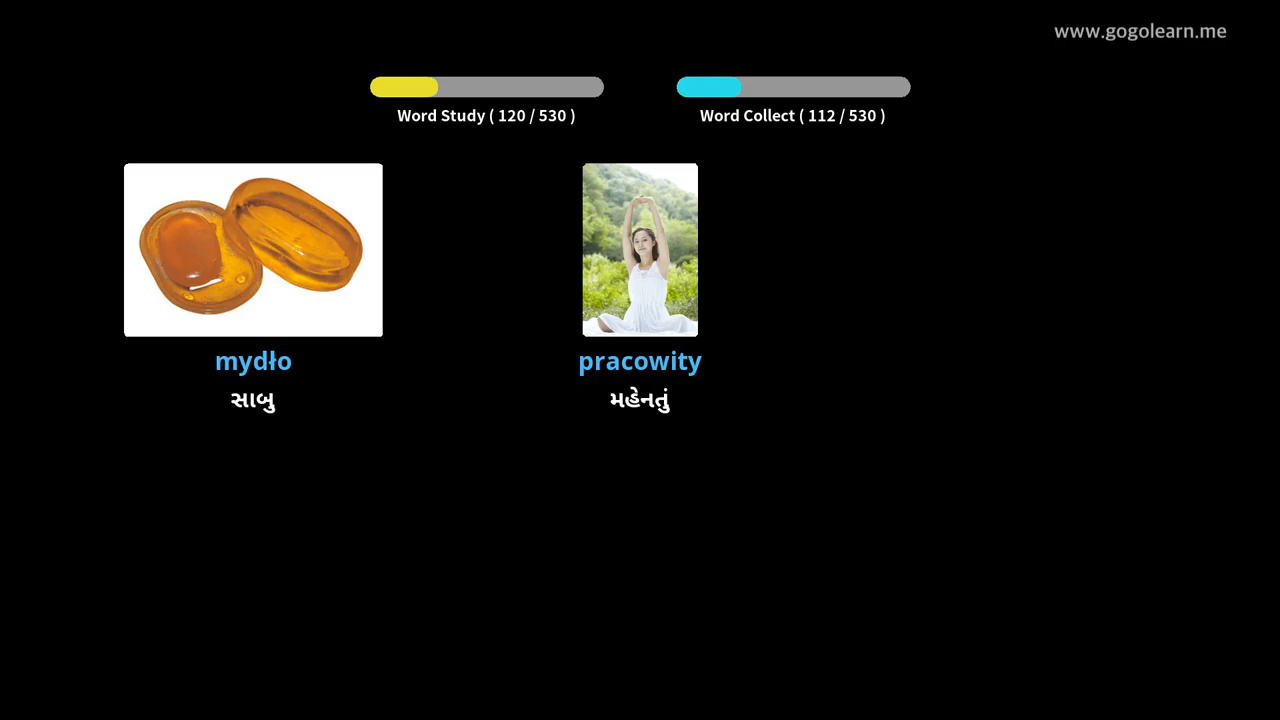 www.gogolearn.me
Word Study ( 120 / 530 )
Word Collect ( 112 / 530 )
mydło
સાબુ
pracowity
મહેનતું